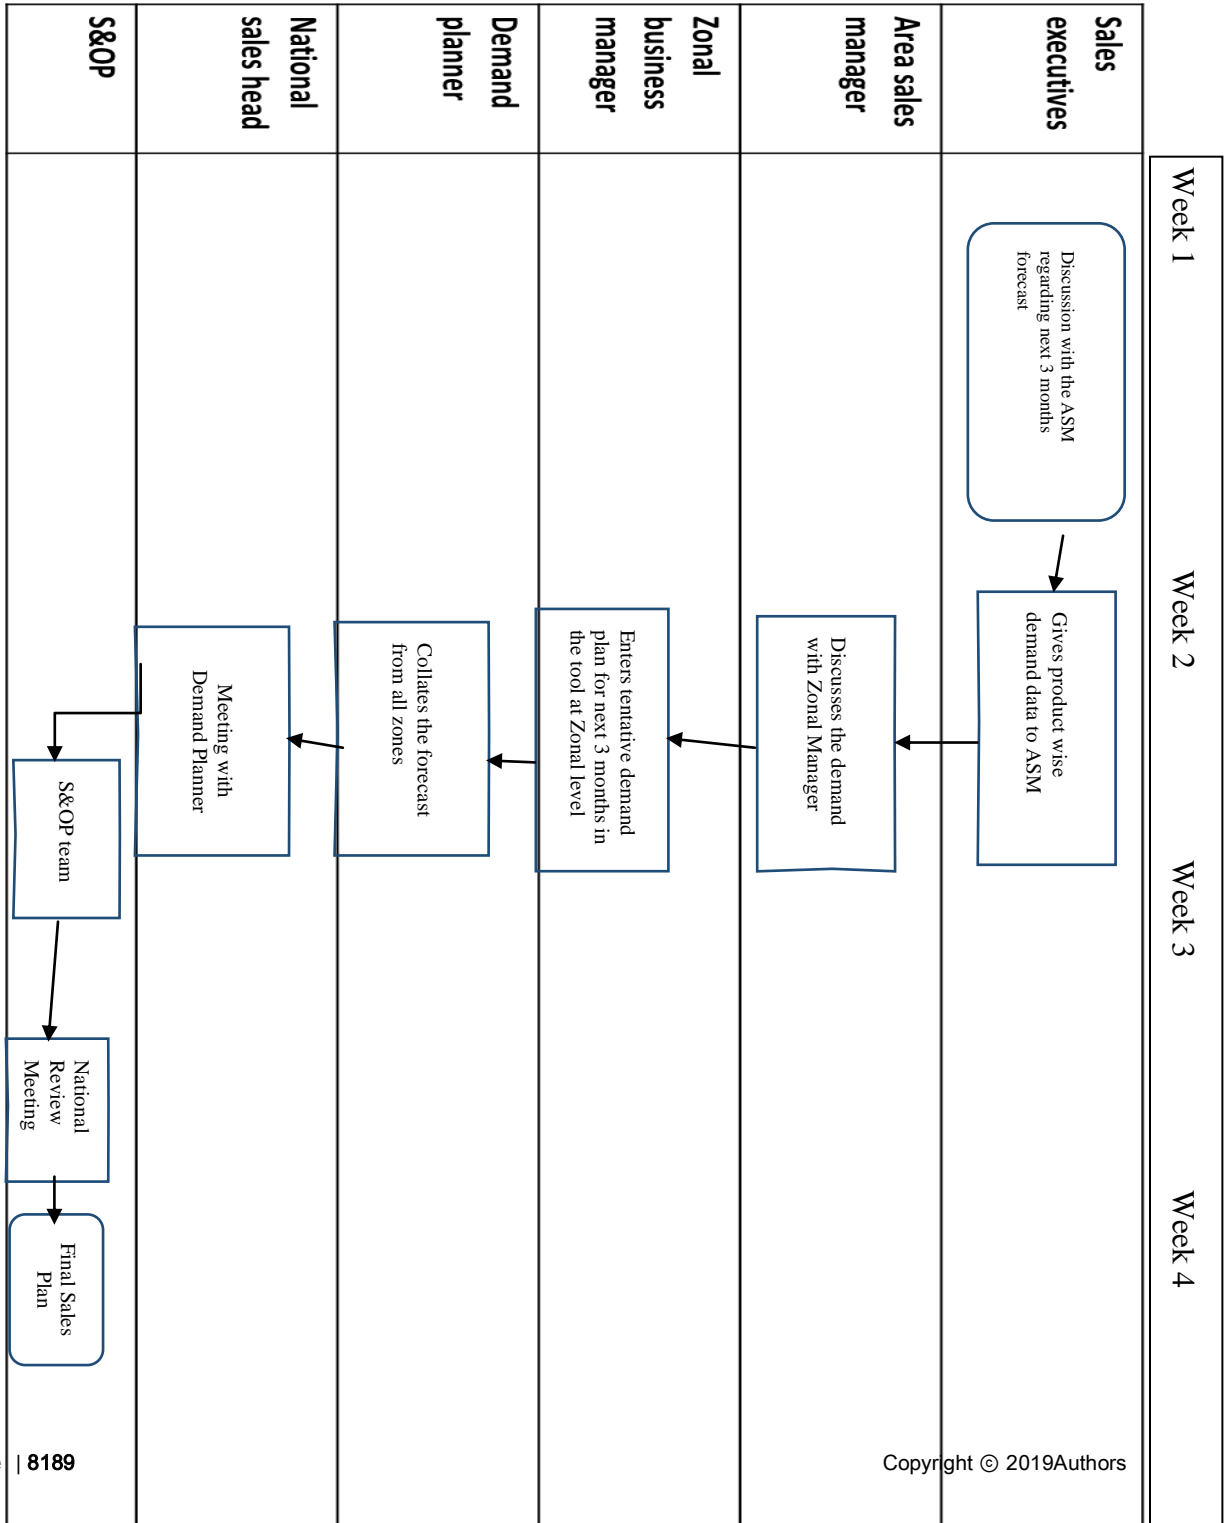 Week 1
Week 2
Week 3
Week 4
Sales
executives
Discussion with the ASM
regarding next 3 months
forecast
Gives product wise
demand data to ASM
Area sales
manager
Discusses the demand
with Zonal Manager
Zonal
business
manager
Enters tentative demand
plan for next 3 months in
the tool at Zonal level
Demand
planner
Collates the forecast
from all zones
National
sales head
Meeting with
Demand Planner
S&OP
S&OP team
National
Review
Meeting
Final Sales
Plan
| 8189
Copyright © 2019Authors